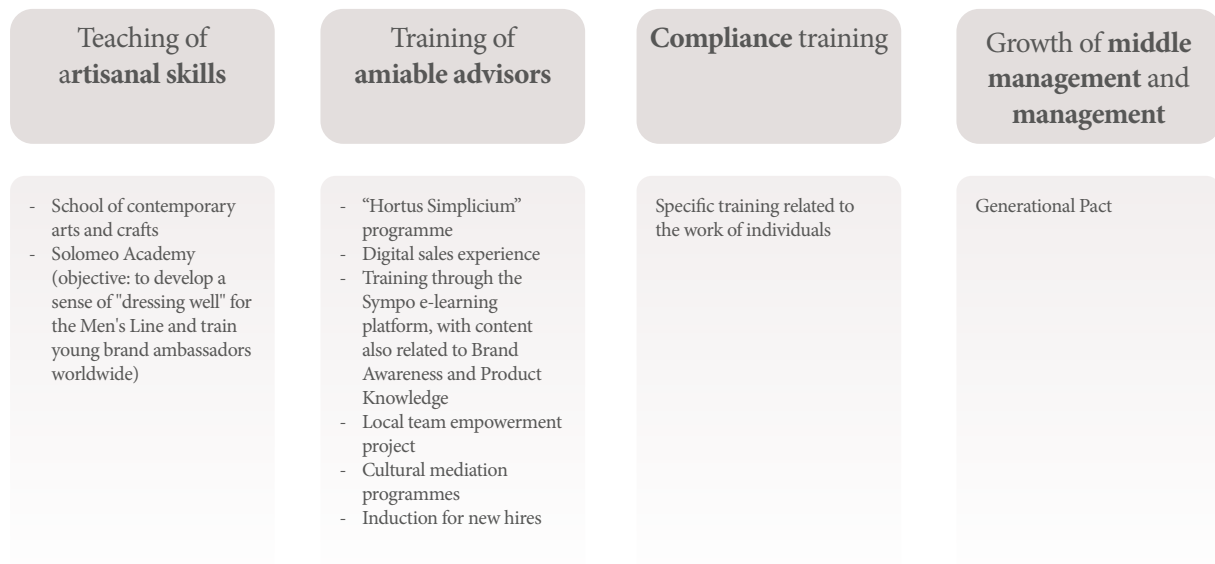 Teaching of
artisanal skills
- School of contemporary
arts and crafts
- Solomeo Academy
(objective: to develop a
sense of "dressing well" for
the Men's Line and train
young brand ambassadors
worldwide)
Training of
amiable advisors
- “Hortus Simplicium”
programme
- Digital sales experience
- Training through the
Sympo e-learning
platform, with content
also related to Brand
Awareness and Product
Knowledge
- Local team empowerment
project
- Cultural mediation
programmes
- Induction for new hires
Compliance training
Specific training related to
the work of individuals
Growth of middle
management and
management
Generational Pact